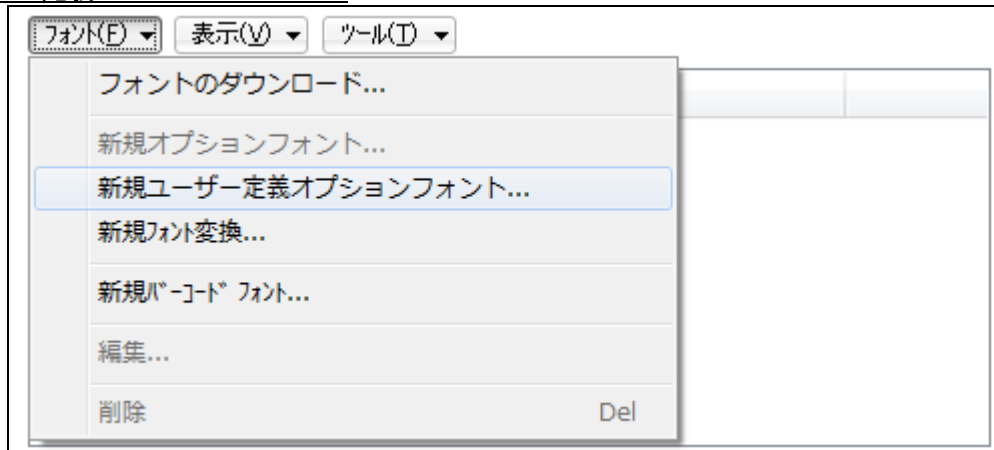 ﾌｫﾝﾄ(F) ▼ 表示(V) ▼ ﾂｰﾙ(T) ▼
フォントのダウンロード...
新規オプションフォント...
新規ユーザー定義オプションフォント...
新規ﾌｫﾝﾄ変換...
新規ﾊﾞｰｺｰﾄﾞ ﾌｫﾝﾄ...
編集...
削除 Del